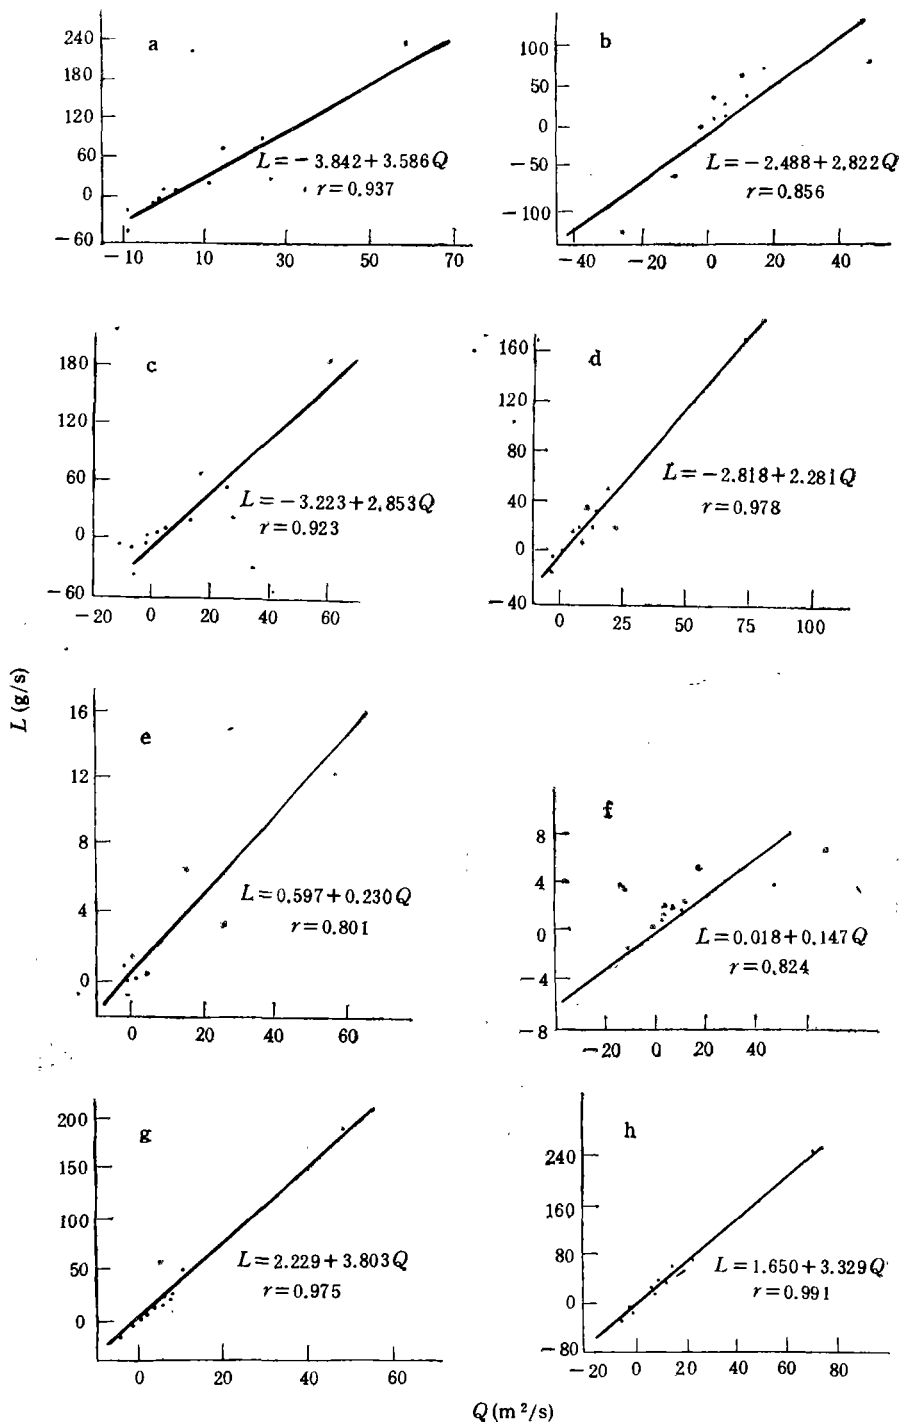 a
240
180
120
60
0
−60
L=−3.842+3.586Q
r=0.937
−10 10 30 50 70
b
100
50
0
−50
−100
L=−2.488+2.822Q
r=0.856
−40 −20 0 20 40
c
180
120
60
0
−60
L=−3.223+2.853Q
r=0.923
−20 0 20 40 60
d
160
120
80
40
0
−40
L=−2.818+2.281Q
r=0.978
0 25 50 75 100
L (g/s)
e
16
12
8
4
0
L=0.597+0.230Q
r=0.801
0 20 40 60
f
8
4
0
−4
−8
L=0.018+0.147Q
r=0.824
−20 0 20 40
g
200
150
100
50
0
L=2.229+3.803Q
r=0.975
0 20 40 60
h
240
160
80
0
−80
L=1.650+3.329Q
r=0.991
−20 0 20 40 60 80
Q (m²/s)